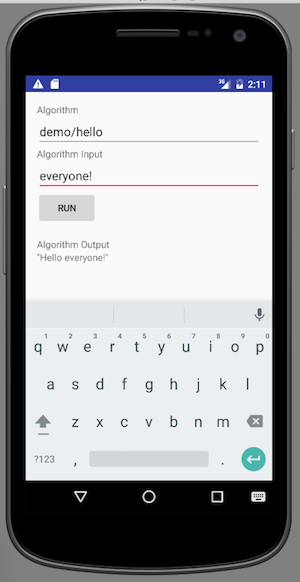 3G 2:11
Algorithm
demo/hello
Algorithm Input
everyone!
RUN
Algorithm Output
"Hello everyone!"
1 2 3 4 5 6 7 8 9 0
q w e r t y u i o p
a s d f g h j k l
z x c v b n m
?123 , .